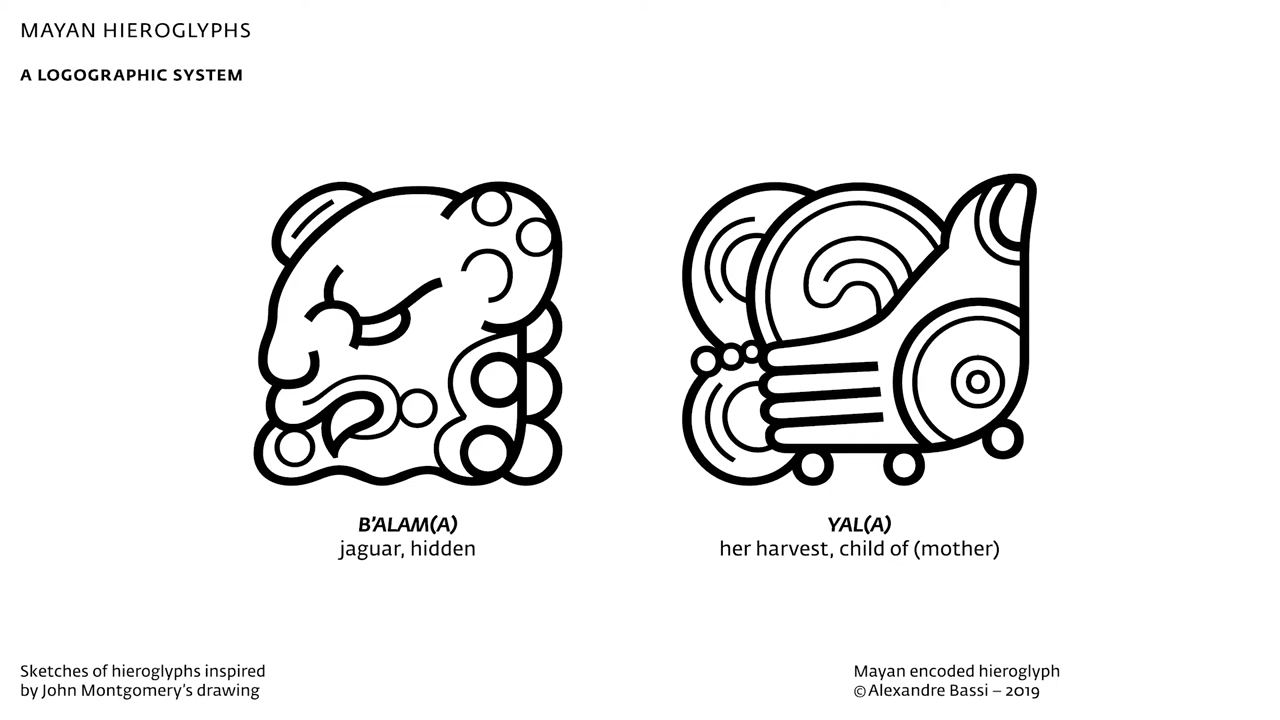 MAYAN HIEROGLYPHS
A LOGOGRAPHIC SYSTEM
B'ALAM(A)
jaguar, hidden
YAL(A)
her harvest, child of (mother)
Sketches of hieroglyphs inspired
by John Montgomery's drawing
Mayan encoded hieroglyph
© Alexandre Bassi – 2019